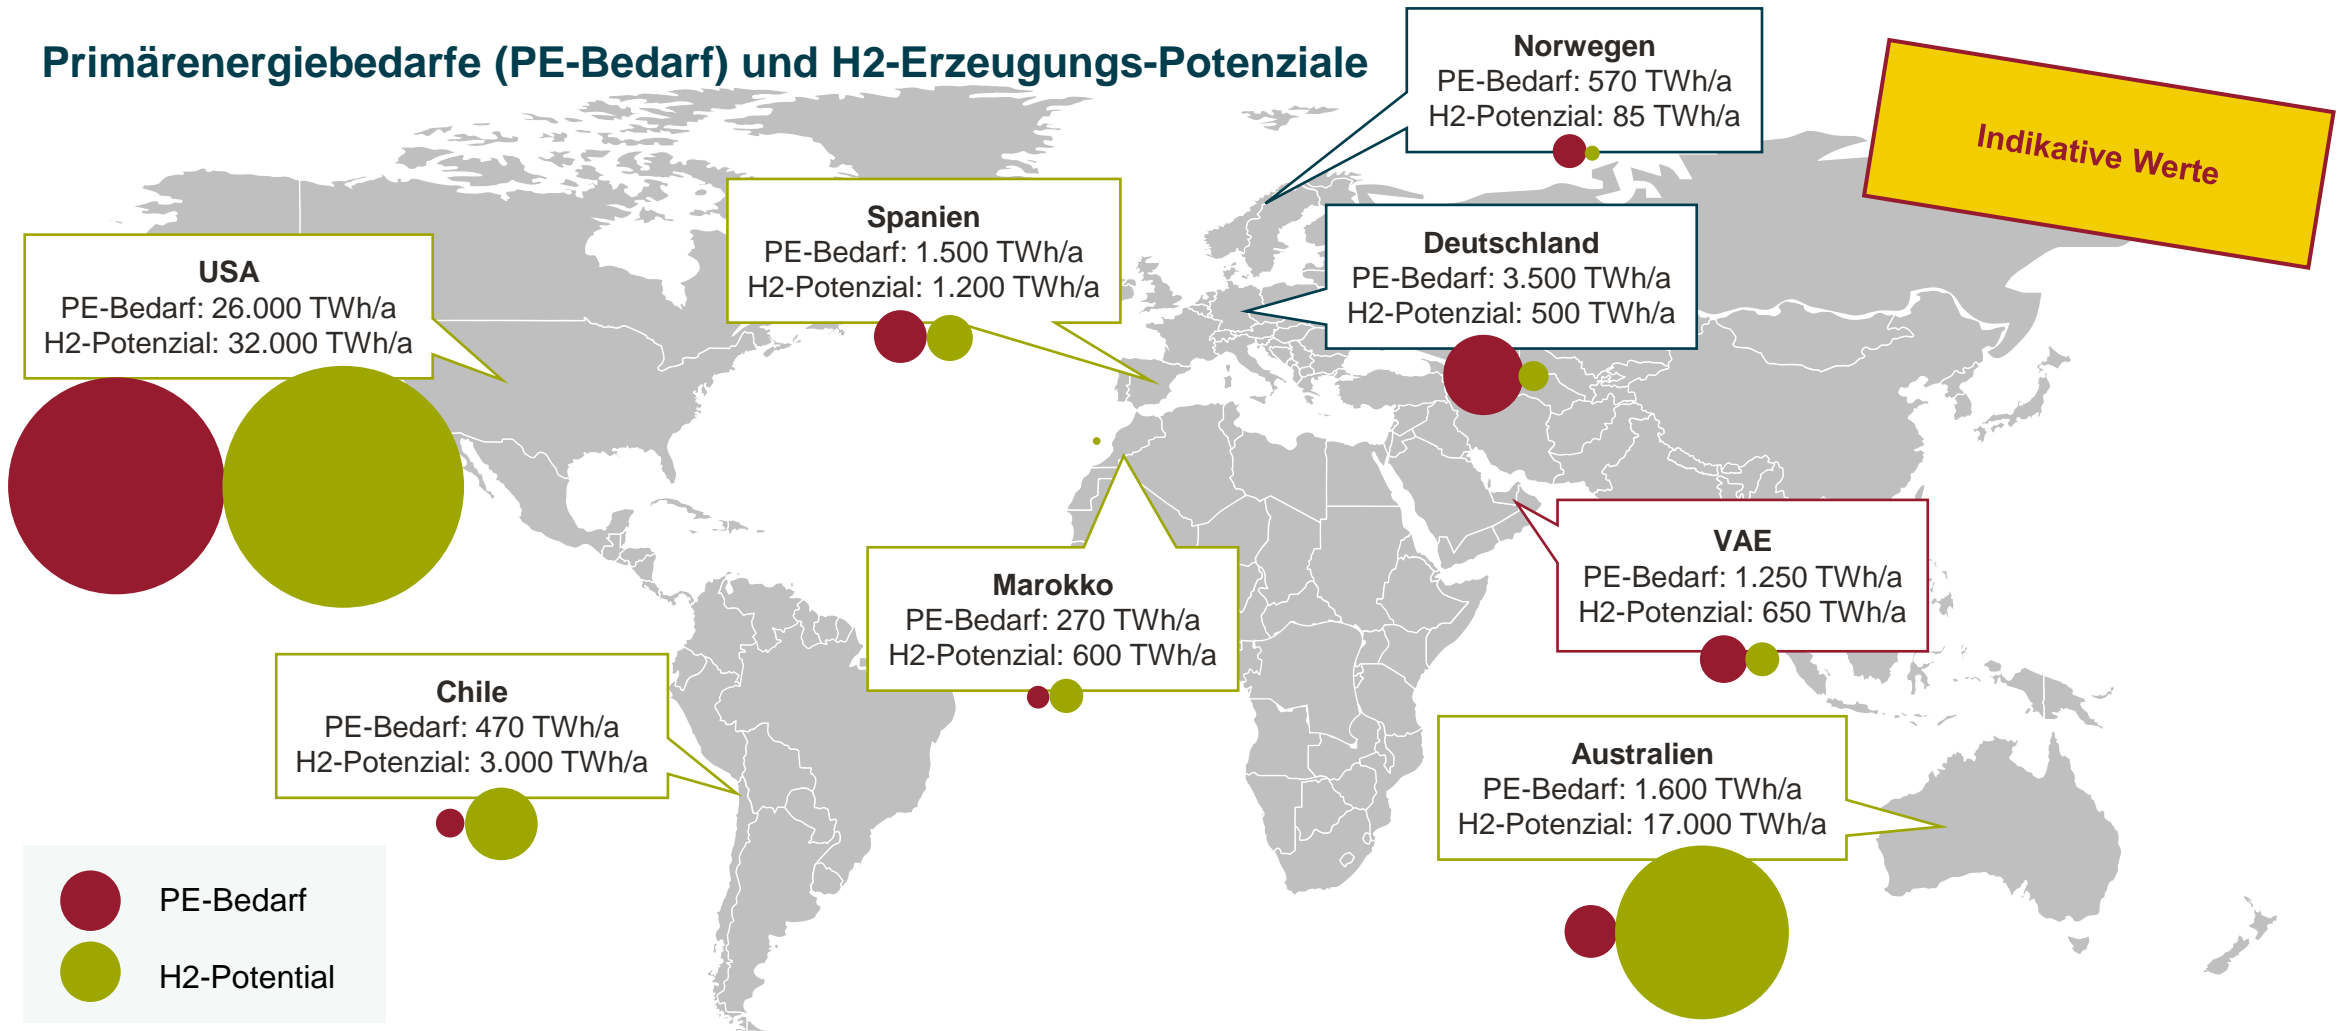 Primärenergiebedarfe (PE-Bedarf) und H2-Erzeugungs-Potenziale
Norwegen
PE-Bedarf: 570 TWh/a
H2-Potenzial: 85 TWh/a
Indikative Werte
Spanien
PE-Bedarf: 1.500 TWh/a
H2-Potenzial: 1.200 TWh/a
Deutschland
PE-Bedarf: 3.500 TWh/a
H2-Potenzial: 500 TWh/a
USA
PE-Bedarf: 26.000 TWh/a
H2-Potenzial: 32.000 TWh/a
VAE
PE-Bedarf: 1.250 TWh/a
H2-Potenzial: 650 TWh/a
Marokko
PE-Bedarf: 270 TWh/a
H2-Potenzial: 600 TWh/a
Chile
PE-Bedarf: 470 TWh/a
H2-Potenzial: 3.000 TWh/a
Australien
PE-Bedarf: 1.600 TWh/a
H2-Potenzial: 17.000 TWh/a
PE-Bedarf
H2-Potential